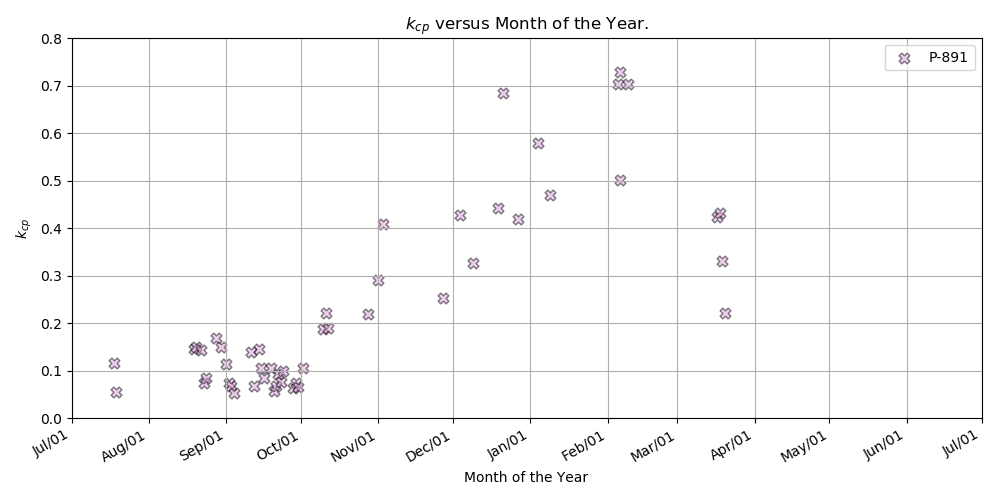 k_cp versus Month of the Year.
P-891
0.8
0.7
0.6
0.5
0.4
0.3
0.2
0.1
0.0
k_cp
Jul/01
Aug/01
Sep/01
Oct/01
Nov/01
Dec/01
Jan/01
Feb/01
Mar/01
Apr/01
May/01
Jun/01
Jul/01
Month of the Year